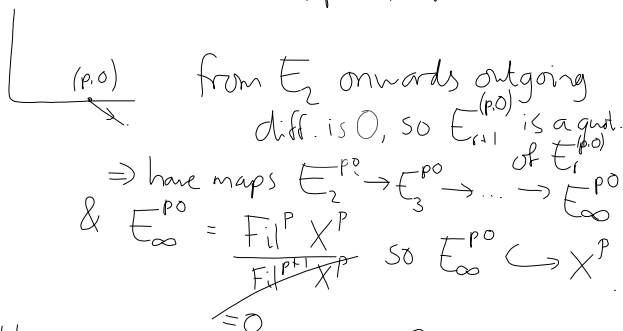 (p,0)
from E_2 onwards outgoing
diff. is 0, so E_{r+1}^{(p,0)} is a quot.
of E_r^{(p,0)}
⇒ have maps E_2^{p0} → E_3^{p0} → ... → E_∞^{p0}
& E_∞^{p0} = Fil^p X^p / Fil^{p+1} X^p so E_∞^{p0} ↪ X^p
=0